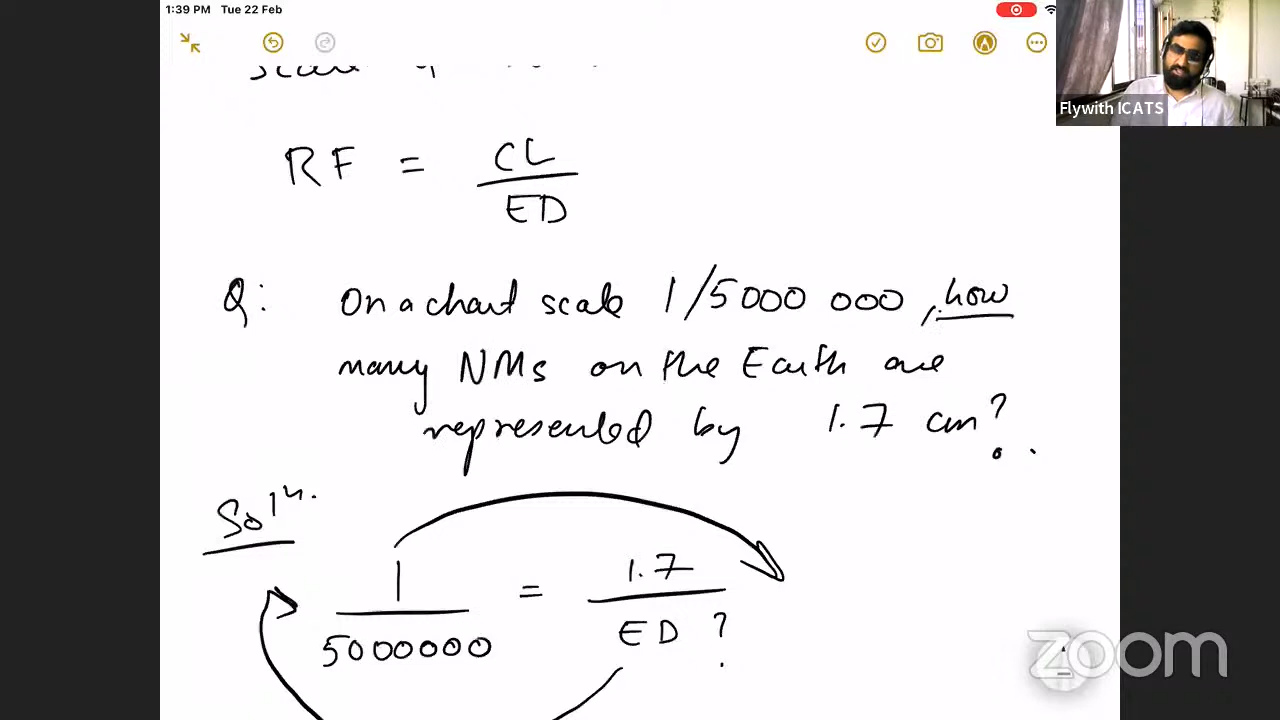 1:39 PM Tue 22 Feb
Flywith ICATS
RF = CL
ED
Q: On a chart scale 1/5000 000, how
many NMs on the Earth are
represented by 1.7 cm?
Soln.
1 = 1.7
5000000 ED ?
zoom